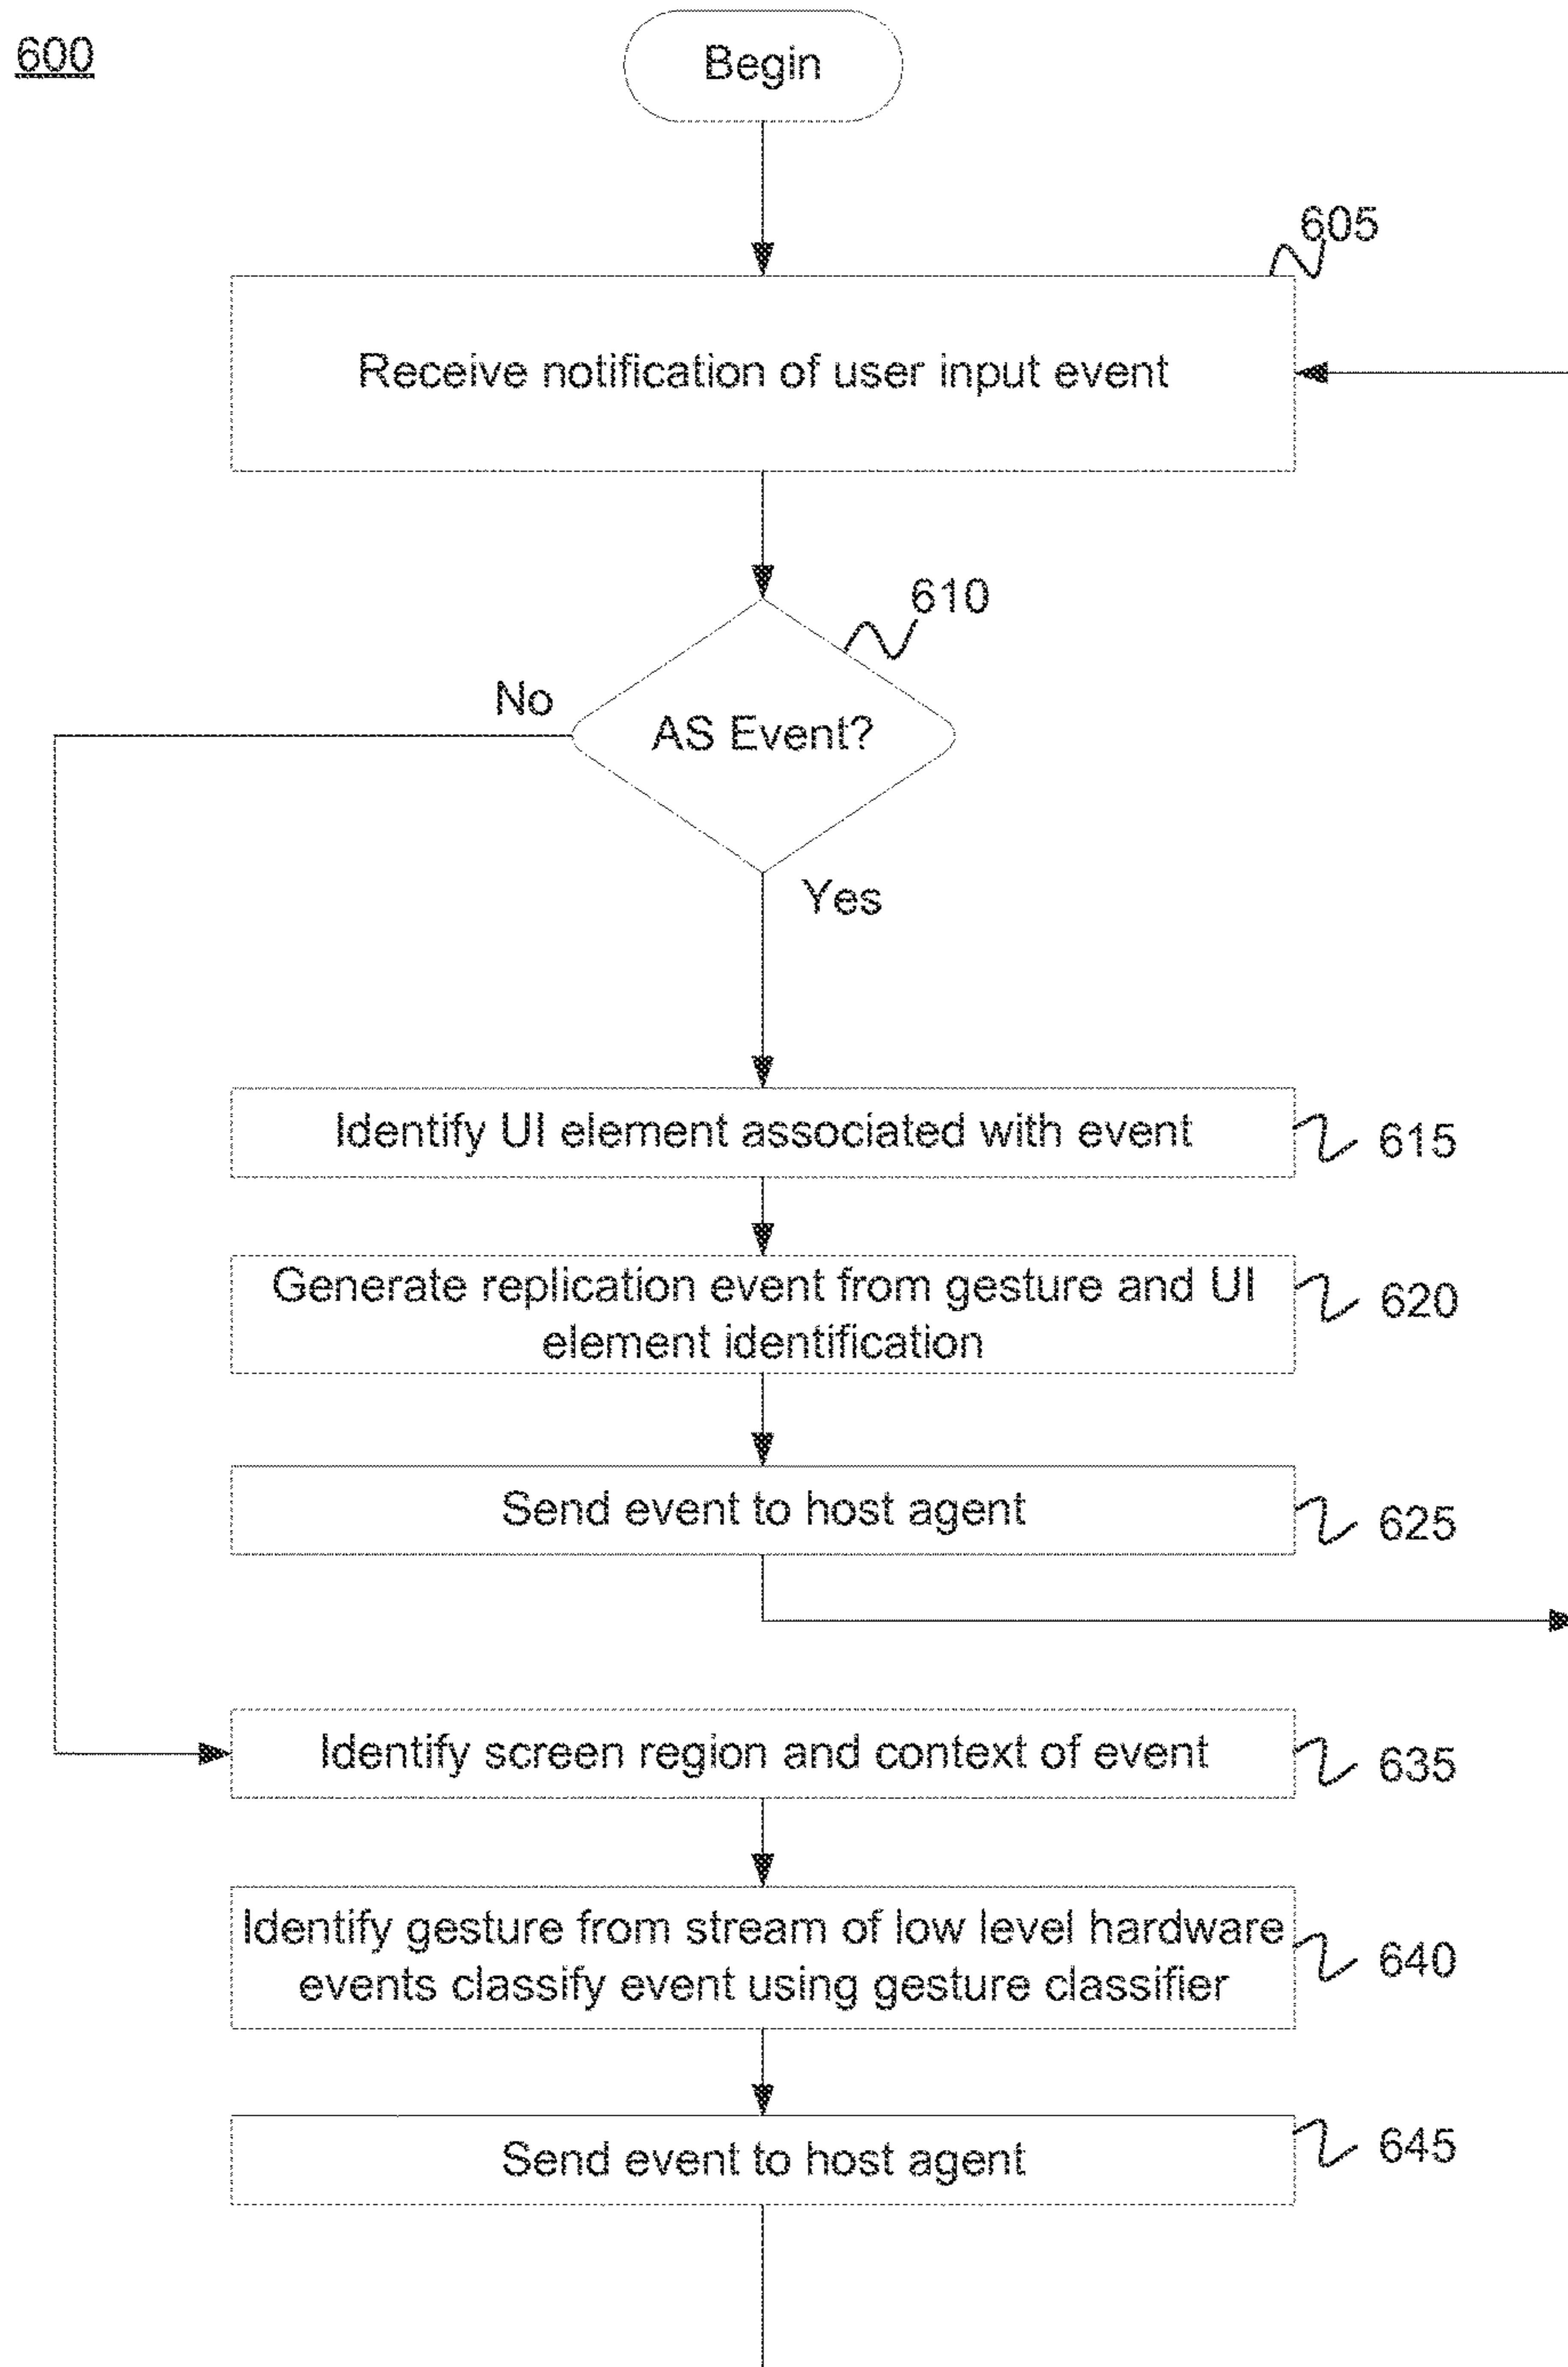 600
Begin
605
Receive notification of user input event
610
No
AS Event?
Yes
Identify UI element associated with event
615
Generate replication event from gesture and UI
element identification
620
Send event to host agent
625
Identify screen region and context of event
635
Identify gesture from stream of low level hardware
events classify event using gesture classifier
640
Send event to host agent
645